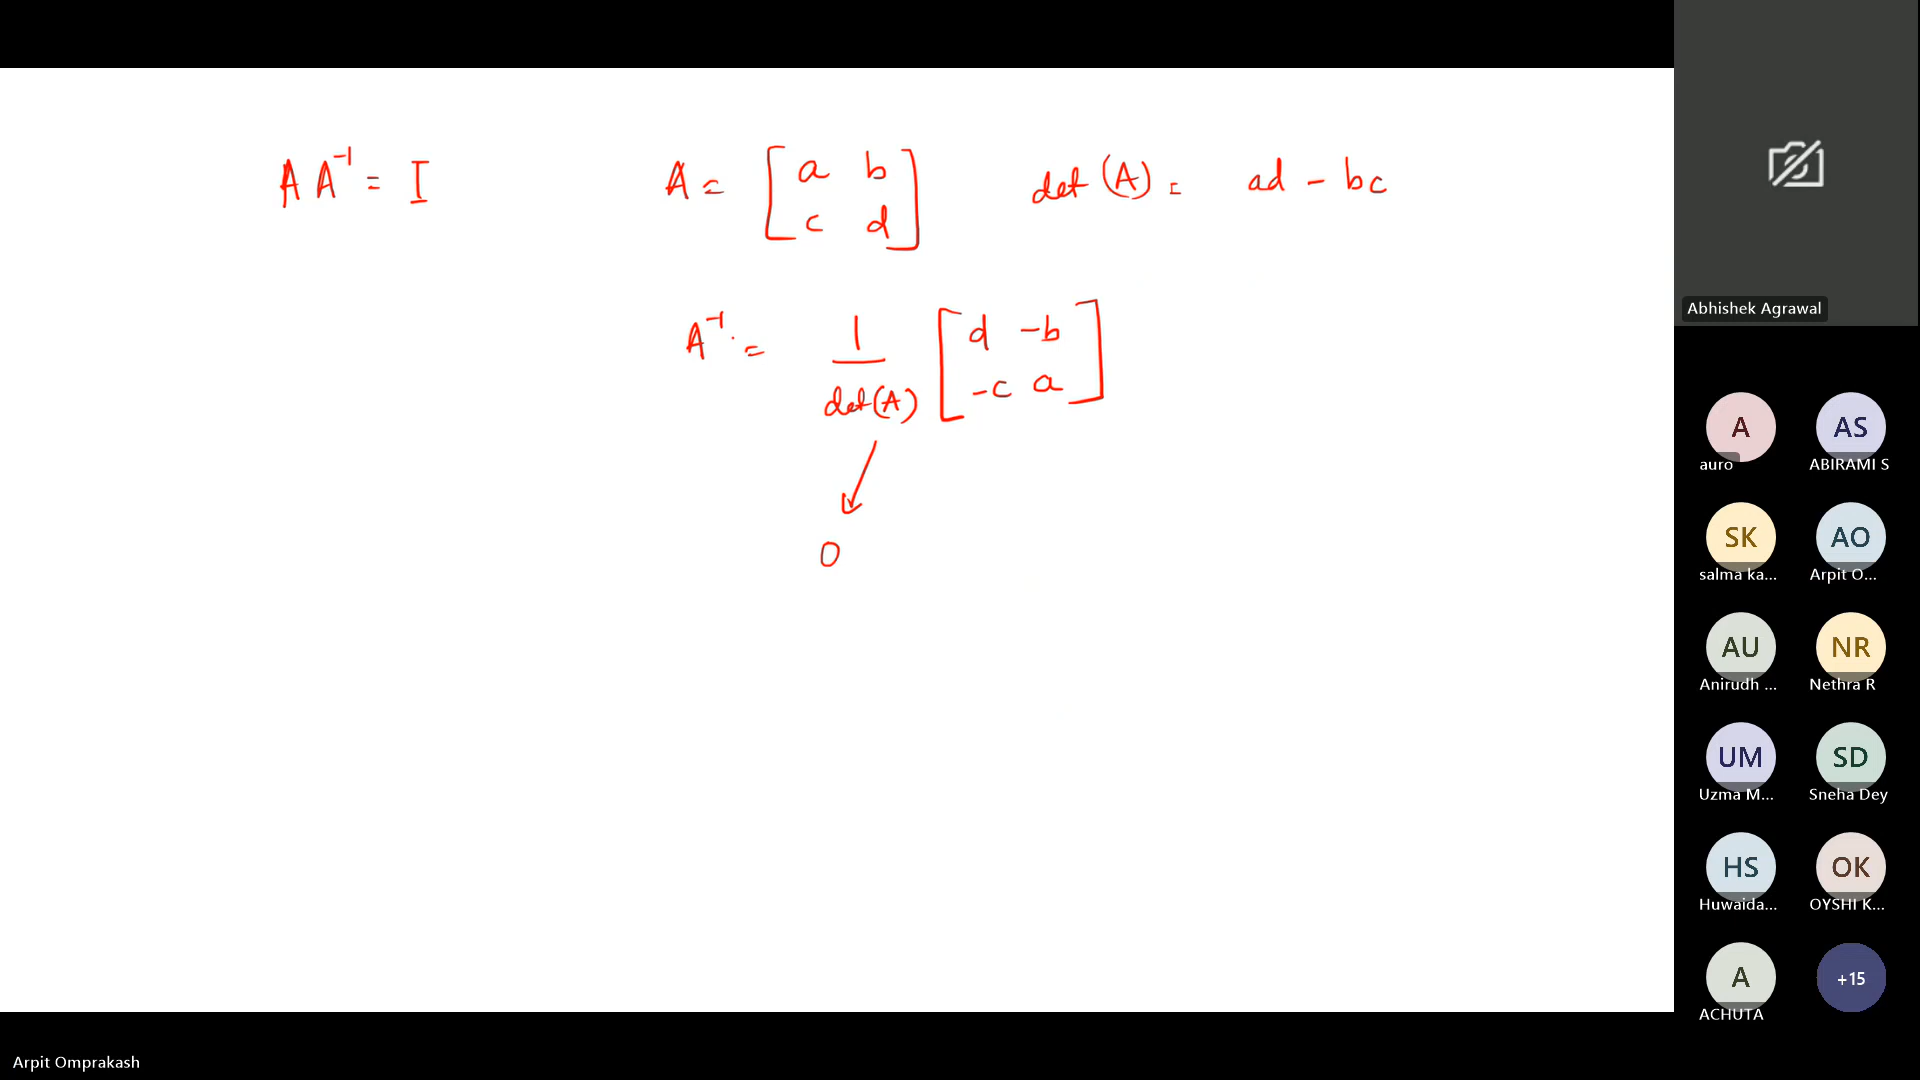 A A⁻¹ = I
A = [a b
c d]
det (A) = ad - bc
A⁻¹ = 1/det(A) [d -b
-c a]
0
Abhishek Agrawal
A AS
auro ABIRAMI S
SK AO
salma ka... Arpit O...
AU NR
Anirudh ... Nethra R
UM SD
Uzma M... Sneha Dey
HS OK
Huwaida... OYSHI K...
A +15
ACHUTA
Arpit Omprakash